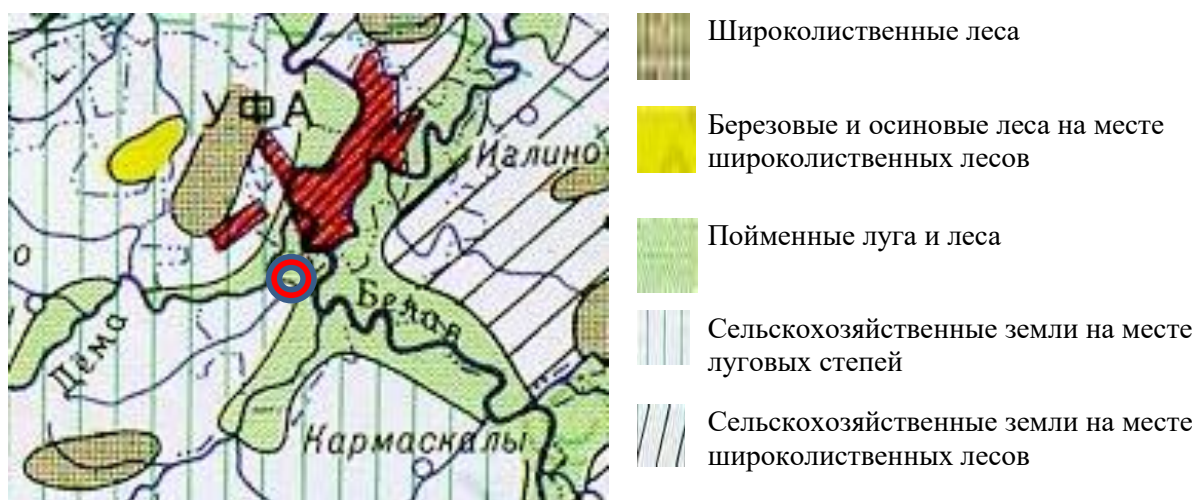 УФА
Иглино
о
Дёма
Белая
Кармаскалы
Широколиственные леса
Березовые и осиновые леса на месте
широколиственных лесов
Пойменные луга и леса
Сельскохозяйственные земли на месте
луговых степей
Сельскохозяйственные земли на месте
широколиственных лесов